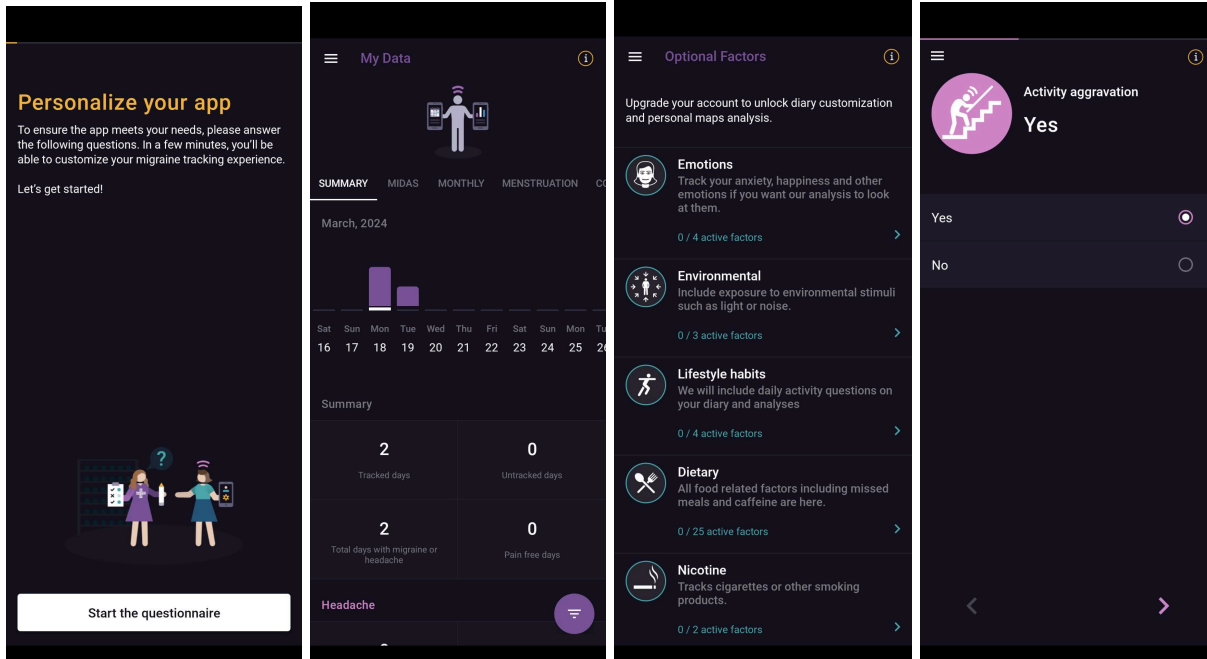 Personalize your app
To ensure the app meets your needs, please answer
the following questions. In a few minutes, you'll be
able to customize your migraine tracking experience.
Let's get started!
?
Start the questionnaire
My Data
i
SUMMARY MIDAS MONTHLY MENSTRUATION
March, 2024
Sat Sun Mon Tue Wed Thu Fri Sat Sun Mon
16 17 18 19 20 21 22 23 24 25
Summary
2
Tracked days
0
Untracked days
2
Total days with migraine or
headache
0
Pain free days
Headache
Optional Factors
i
Upgrade your account to unlock diary customization
and personal maps analysis.
Emotions
Track your anxiety, happiness and other
emotions if you want our analysis to look
at them.
0 / 4 active factors
Environmental
Include exposure to environmental stimuli
such as light or noise.
0 / 3 active factors
Lifestyle habits
We will include daily activity questions on
your diary and analyses
0 / 4 active factors
Dietary
All food related factors including missed
meals and caffeine are here.
0 / 25 active factors
Nicotine
Tracks cigarettes or other smoking
products.
0 / 2 active factors
i
Activity aggravation
Yes
Yes
No